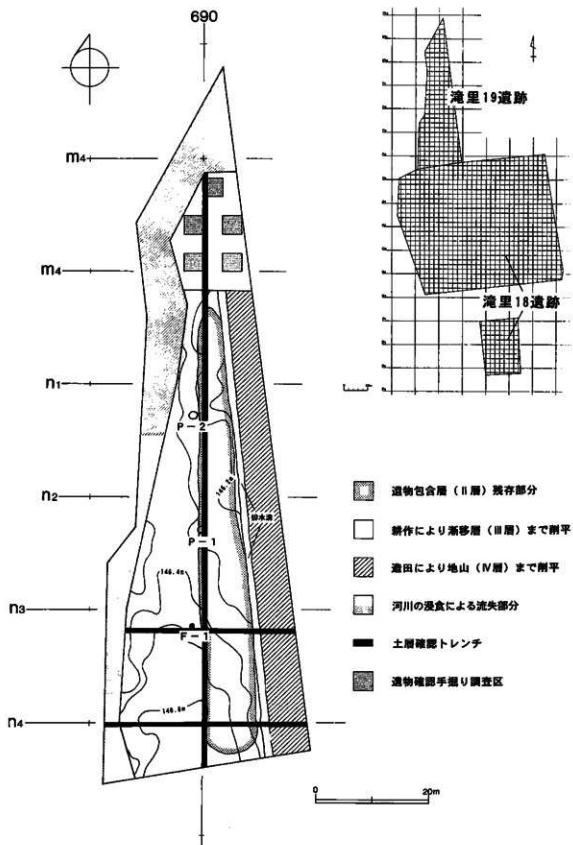 690
m4
m4
n1
n2
n3
n4
P-2
P-1
F-1
146.2m
146.4m
146.8m
排水溝
滝里19遺跡
滝里18遺跡
遺物包含層（Ⅱ層）残存部分
耕作により漸移層（Ⅲ層）まで削平
造田により地山（Ⅳ層）まで削平
河川の浸食による流失部分
土層確認トレンチ
遺物確認手掘り調査区
0 20m